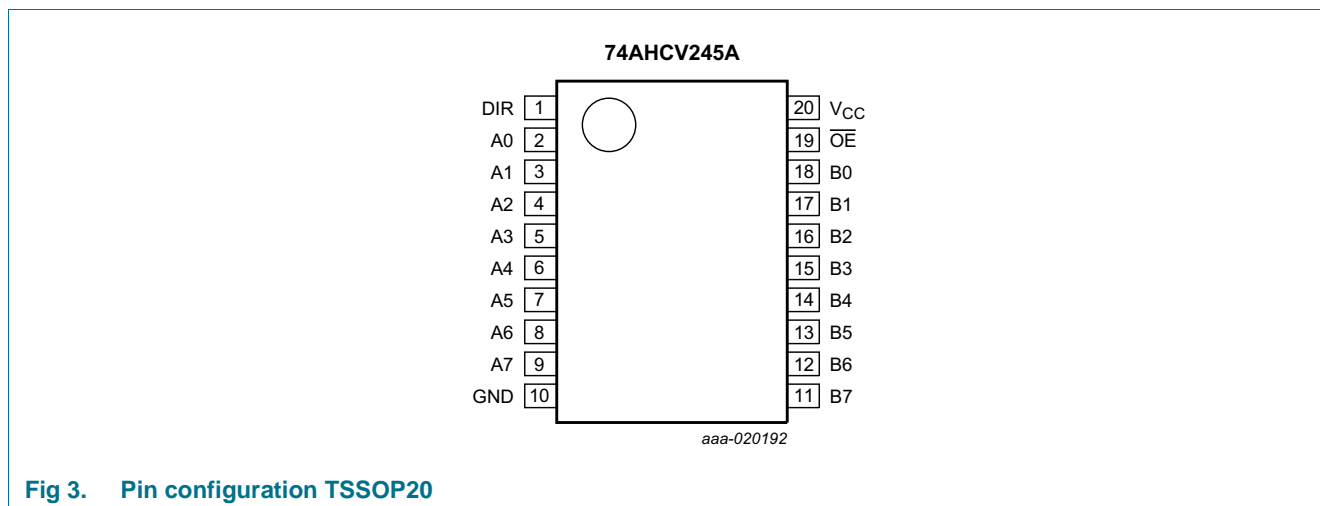 74AHCV245A
DIR 1 20 VCC
A0 2 19 O̅E̅
A1 3 18 B0
A2 4 17 B1
A3 5 16 B2
A4 6 15 B3
A5 7 14 B4
A6 8 13 B5
A7 9 12 B6
GND 10 11 B7
aaa-020192
Fig 3. Pin configuration TSSOP20